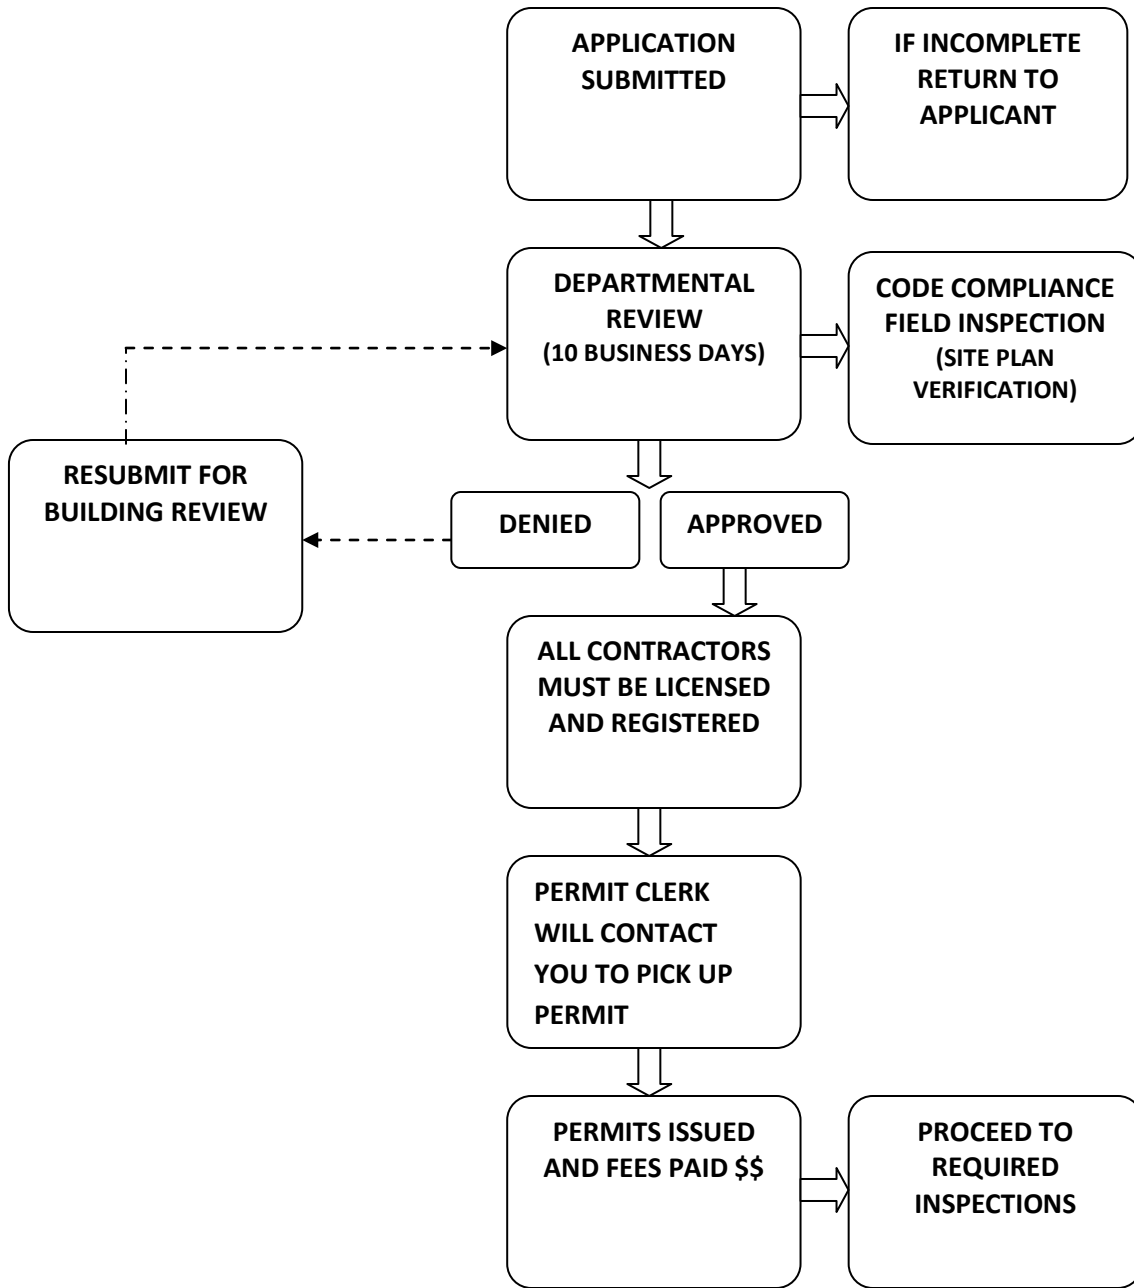 APPLICATION
SUBMITTED
IF INCOMPLETE
RETURN TO
APPLICANT
DEPARTMENTAL
REVIEW
(10 BUSINESS DAYS)
CODE COMPLIANCE
FIELD INSPECTION
(SITE PLAN
VERIFICATION)
RESUBMIT FOR
BUILDING REVIEW
DENIED
APPROVED
ALL CONTRACTORS
MUST BE LICENSED
AND REGISTERED
PERMIT CLERK
WILL CONTACT
YOU TO PICK UP
PERMIT
PERMITS ISSUED
AND FEES PAID $$
PROCEED TO
REQUIRED
INSPECTIONS